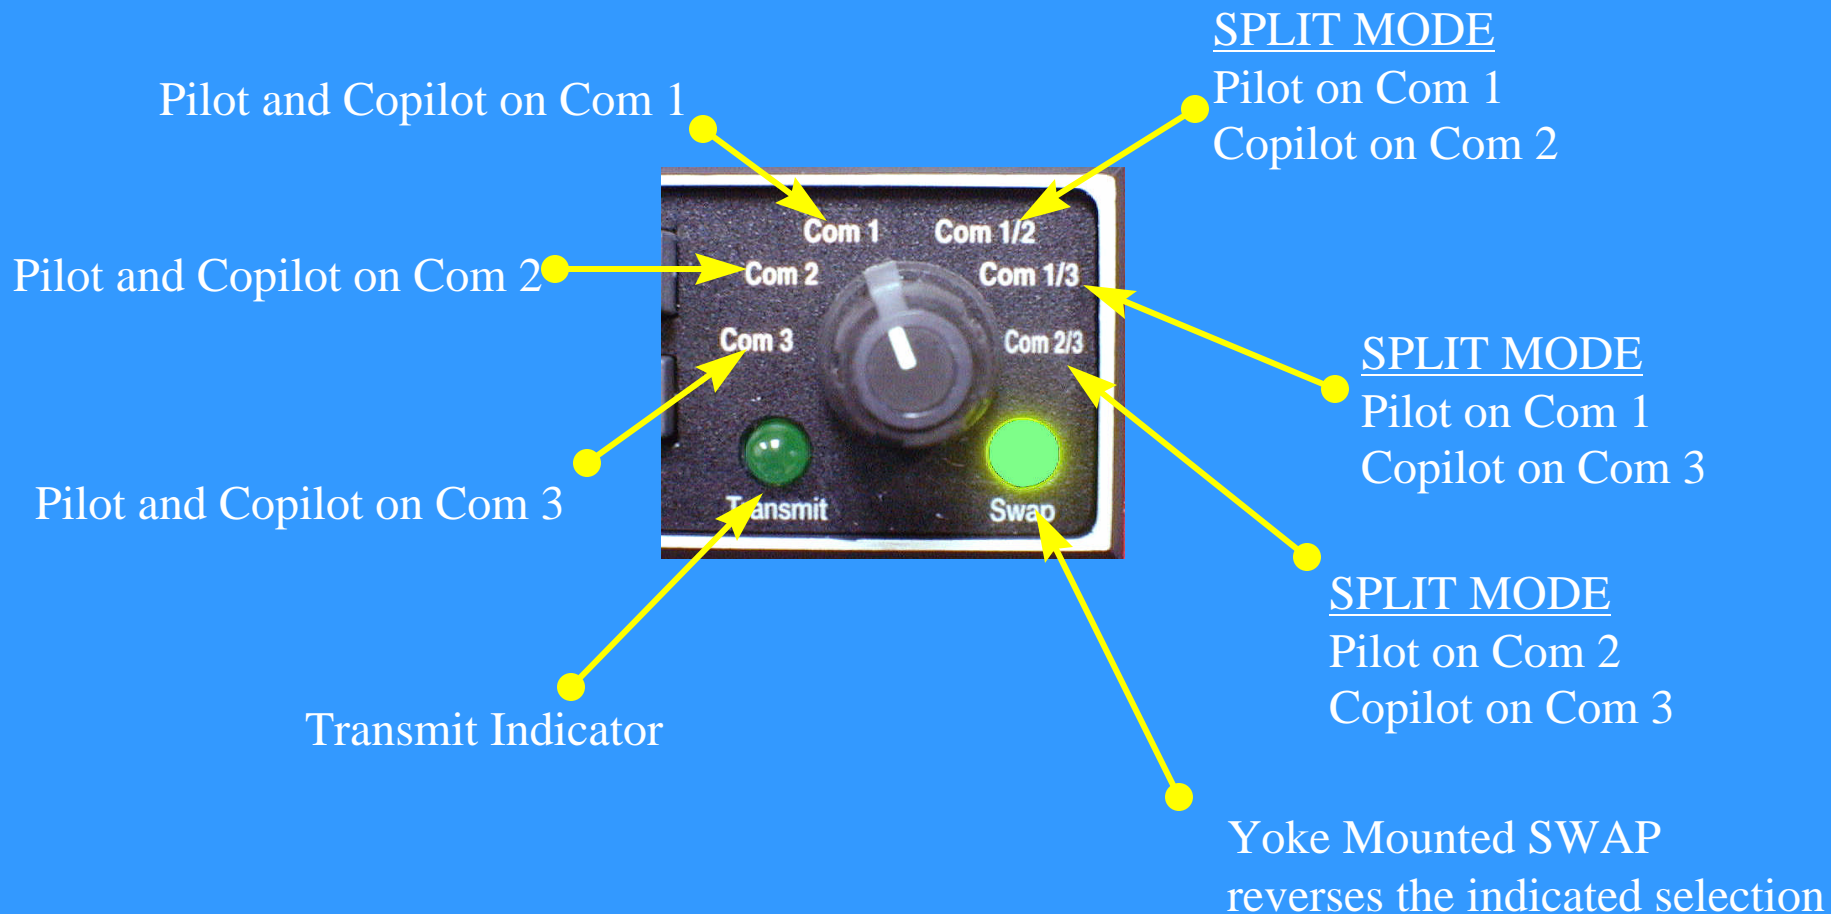 SPLIT MODE
Pilot on Com 1
Copilot on Com 2
Pilot and Copilot on Com 1
Pilot and Copilot on Com 2
Pilot and Copilot on Com 3
Com 1
Com 1/2
Com 2
Com 1/3
Com 3
Com 2/3
Transmit
Swap
SPLIT MODE
Pilot on Com 1
Copilot on Com 3
SPLIT MODE
Pilot on Com 2
Copilot on Com 3
Transmit Indicator
Yoke Mounted SWAP
reverses the indicated selection